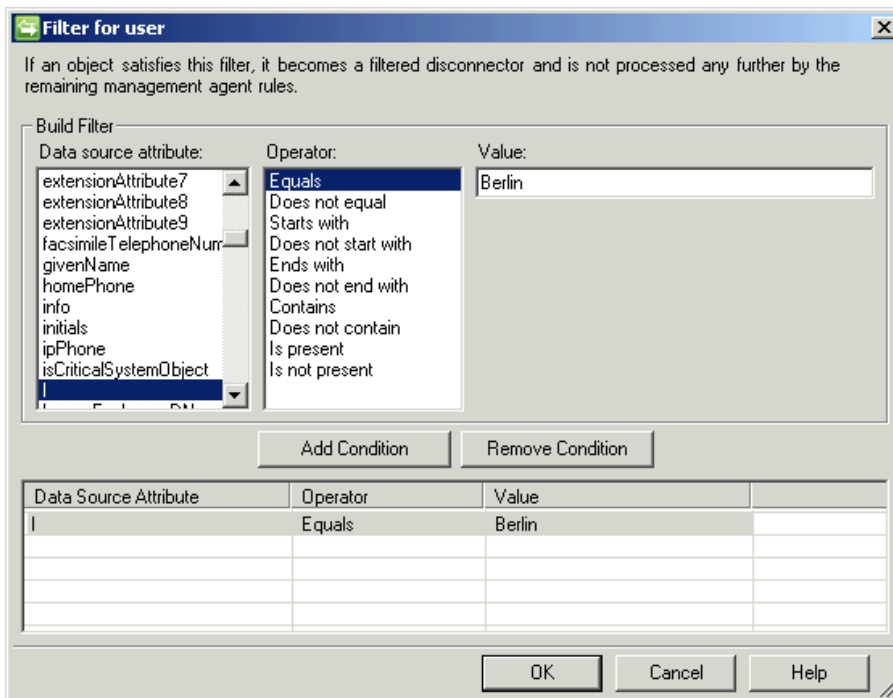 Filter for user
If an object satisfies this filter, it becomes a filtered disconnector and is not processed any further by the
remaining management agent rules.
Build Filter
Data source attribute:
extensionAttribute7
extensionAttribute8
extensionAttribute9
facsimileTelephoneNum
givenName
homePhone
info
initials
ipPhone
isCriticalSystemObject
l
Operator:
Equals
Does not equal
Starts with
Does not start with
Ends with
Does not end with
Contains
Does not contain
Is present
Is not present
Value:
Berlin
Add Condition
Remove Condition
Data Source Attribute Operator Value
l Equals Berlin
OK
Cancel
Help